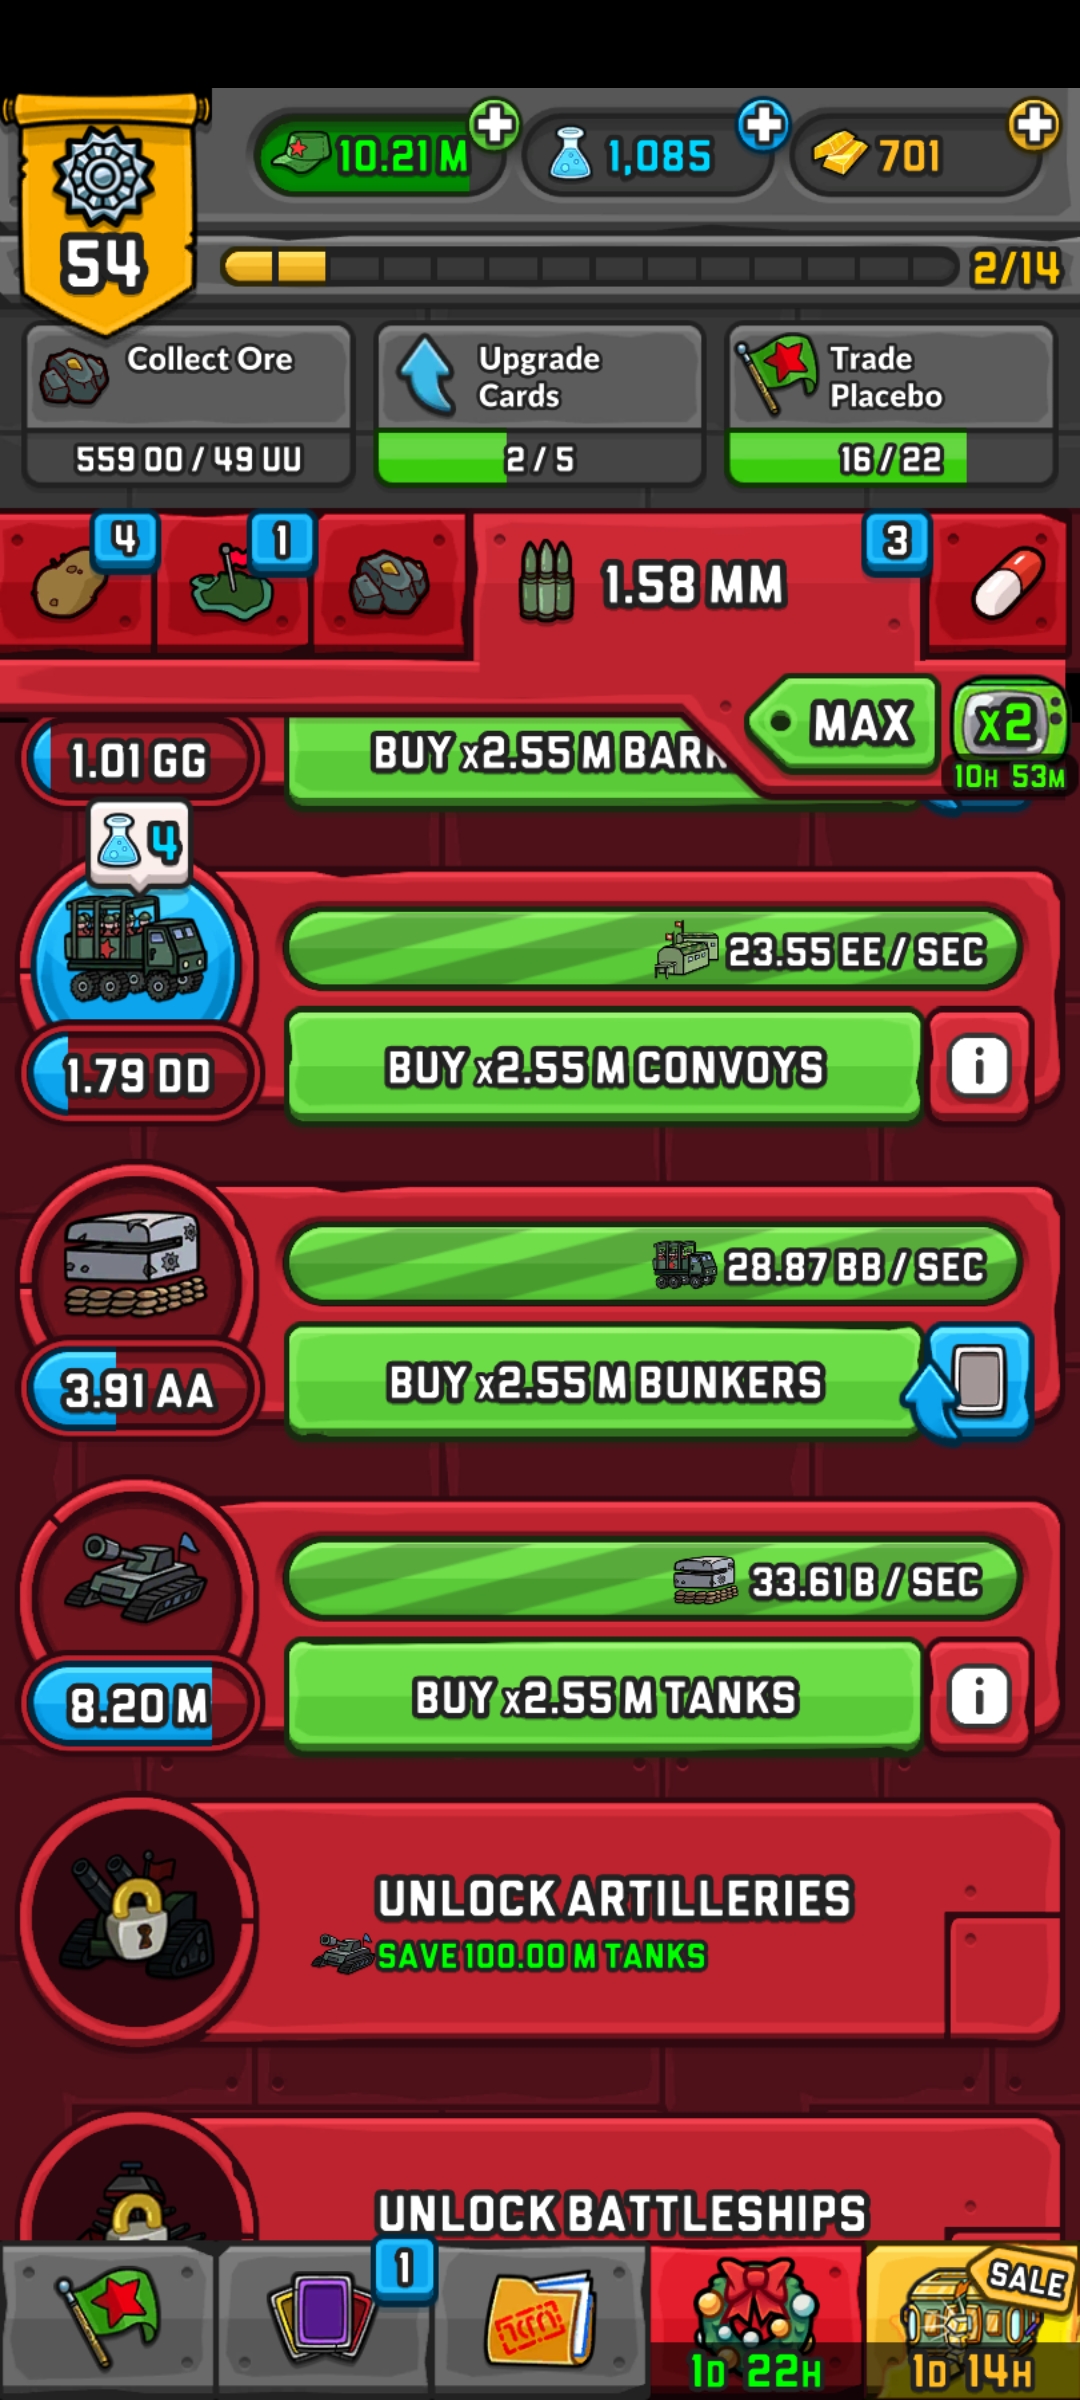 54
10.21 M
1,085
701
2/14
Collect Ore
559 OO / 49 UU
Upgrade
Cards
2 / 5
Trade
Placebo
16 / 22
4
1
1.58 MM
3
MAX
x2
10H 53M
1.01 GG
BUY x2.55 M
4
23.55 EE / SEC
1.79 DD
BUY x2.55 M CONVOYS
i
28.87 BB / SEC
3.91 AA
BUY x2.55 M BUNKERS
33.61 B / SEC
8.20 M
BUY x2.55 M TANKS
i
UNLOCK ARTILLERIES
SAVE 100.00 M TANKS
UNLOCK BATTLESHIPS
1
SALE
1D 22H
1D 14H